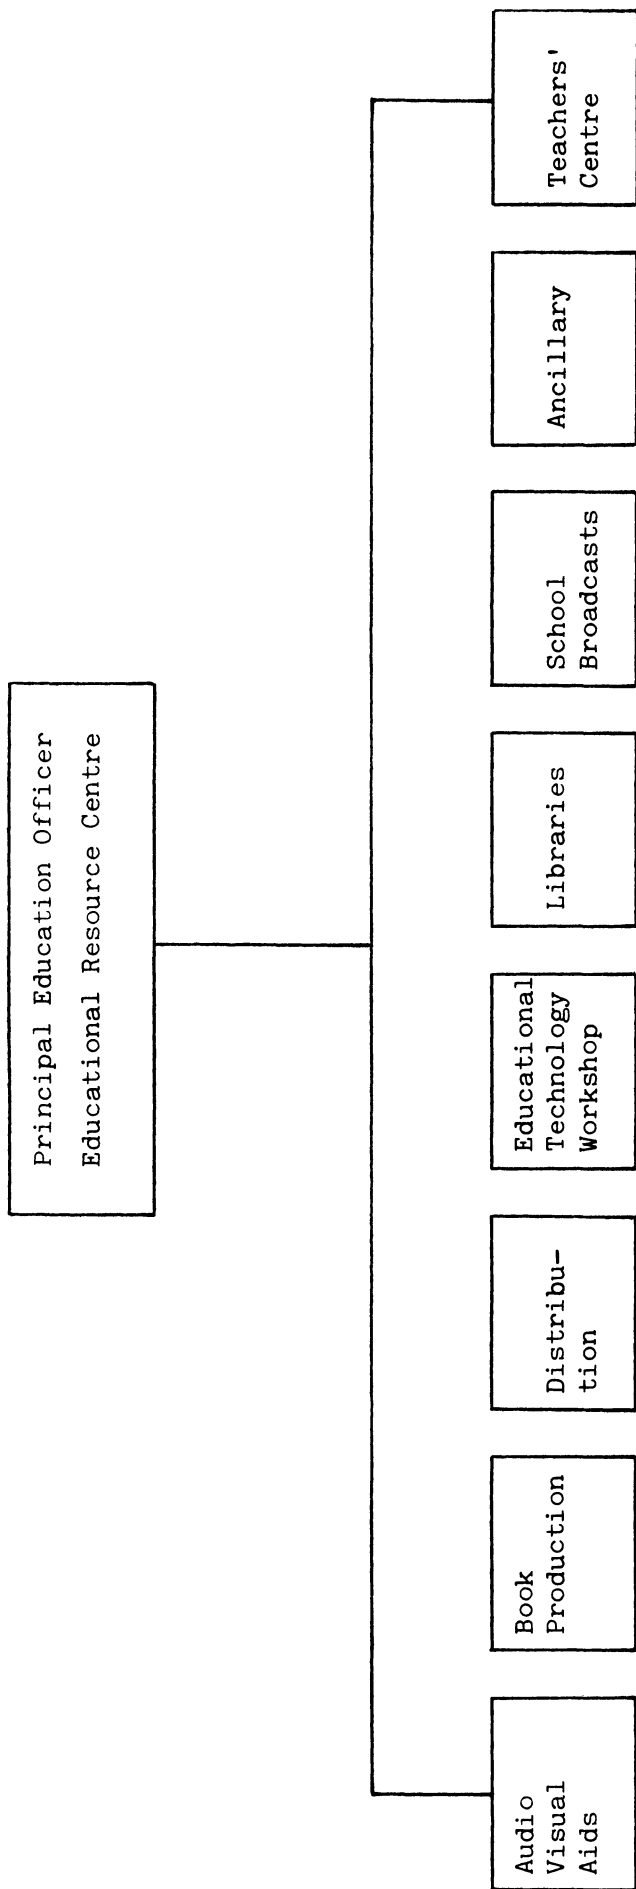 Principal Education Officer
Educational Resource Centre
Audio
Visual
Aids
Book
Production
Distribu-
tion
Educational
Technology
Workshop
Libraries
School
Broadcasts
Ancillary
Teachers'
Centre